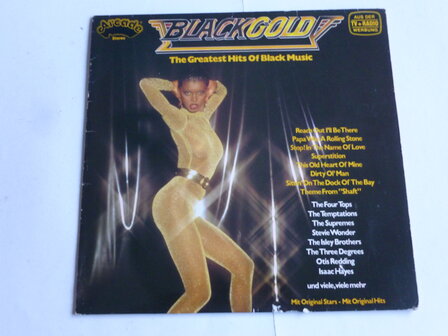 Arcade
Stereo
BLACK GOLD
AUS DER
TV + RADIO
WERBUNG
The Greatest Hits Of Black Music
Reach Out I'll Be There
Papa Was A Rolling Stone
Stop! In The Name Of Love
Superstition
This Old Heart Of Mine
Dirty Ol' Man
Sittin' On The Dock Of The Bay
Theme From "Shaft"
The Four Tops
The Temptations
The Supremes
Stevie Wonder
The Isley Brothers
The Three Degrees
Otis Redding
Isaac Hayes
und viele, viele mehr
Mit Original Stars - Mit Original Hits